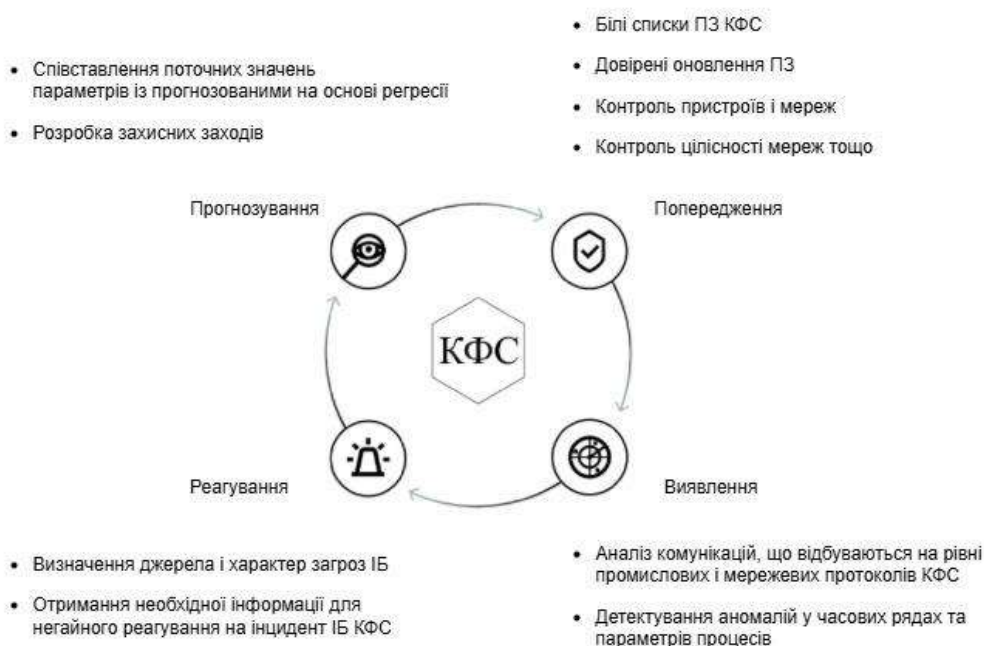 • Співставлення поточних значень
параметрів із прогнозованими на основі регресії
• Розробка захисних заходів
• Білі списки ПЗ КФС
• Довірені оновлення ПЗ
• Контроль пристроїв і мереж
• Контроль цілісності мереж тощо
Прогнозування
Попередження
КФС
Реагування
Виявлення
• Визначення джерела і характер загроз ІБ
• Отримання необхідної інформації для
негайного реагування на інцидент ІБ КФС
• Аналіз комунікацій, що відбуваються на рівні
промислових і мережевих протоколів КФС
• Детектування аномалій у часових рядах та
параметрів процесів